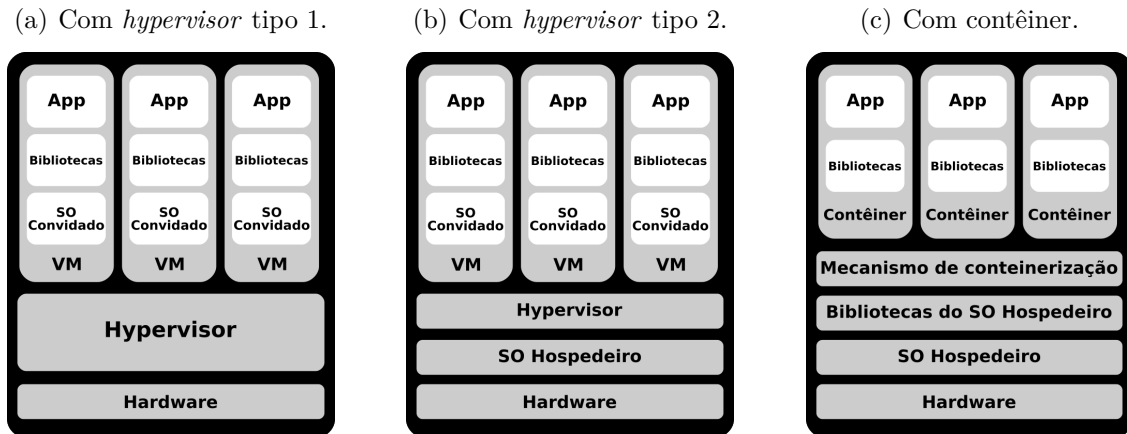 (a) Com hypervisor tipo 1.
App
App
App
Bibliotecas
Bibliotecas
Bibliotecas
SO
Convidado
SO
Convidado
SO
Convidado
VM
VM
VM
Hypervisor
Hardware
(b) Com hypervisor tipo 2.
App
App
App
Bibliotecas
Bibliotecas
Bibliotecas
SO
Convidado
SO
Convidado
SO
Convidado
VM
VM
VM
Hypervisor
SO Hospedeiro
Hardware
(c) Com contêiner.
App
App
App
Bibliotecas
Bibliotecas
Bibliotecas
Contêiner
Contêiner
Contêiner
Mecanismo de conteinerização
Bibliotecas do SO Hospedeiro
SO Hospedeiro
Hardware